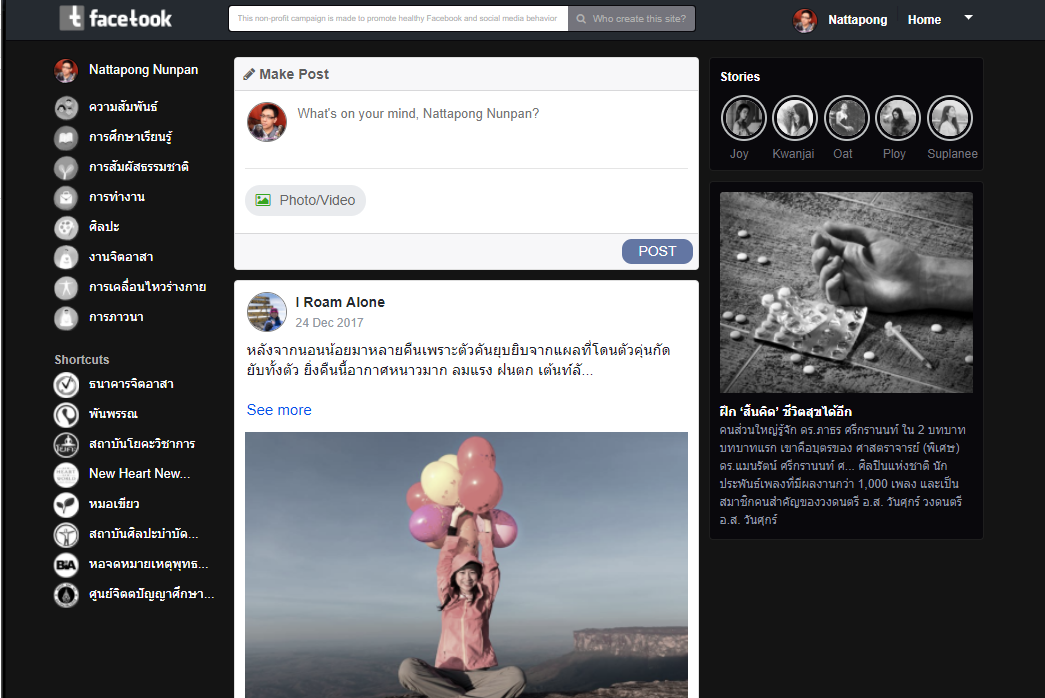 facetook
This non-profit campaign is made to promote healthy Facebook and social media behavior
Who create this site?
Nattapong
Home
Nattapong Nunpan
ความสัมพันธ์
การศึกษาเรียนรู้
การสัมผัสธรรมชาติ
การทำงาน
ศิลปะ
งานจิตอาสา
การเคลื่อนไหวร่างกาย
การภาวนา
Shortcuts
ธนาคารจิตอาสา
พันพรรณ
สถาบันโยคะวิชาการ
New Heart New...
หมอเขียว
สถาบันศิลปะบำบัด...
BIA
หอจดหมายเหตุพุทธ...
ศูนย์จิตตปัญญาศึกษา...
Make Post
What's on your mind, Nattapong Nunpan?
Photo/Video
POST
I Roam Alone
24 Dec 2017
หลังจากนอนน้อยมาหลายคืนเพราะตัวคันยุบยิบจากแผลที่โดนตัวคุ่นกัด
ยับทั้งตัว ยิ่งคืนนี้อากาศหนาวมาก ลมแรง ฝนตก เต้นท์ลั...
See more
Stories
Joy
Kwanjai
Oat
Ploy
Suplanee
ฝึก ‘สิ้นคิด’ ชีวิตสุขได้อีก
คนส่วนใหญ่รู้จัก ดร.ภาธร ศรีกรานนท์ ใน 2 บทบาท
บทบาทแรก เขาคือบุตรของ ศาสตราจารย์ (พิเศษ)
ดร.แมนรัตน์ ศรีกรานนท์ ศ... ศิลปินแห่งชาติ นัก
ประพันธ์เพลงที่มีผลงานกว่า 1,000 เพลง และเป็น
สมาชิกคนสำคัญของวงดนตรี อ.ส. วันศุกร์ วงดนตรี
อ.ส. วันศุกร์